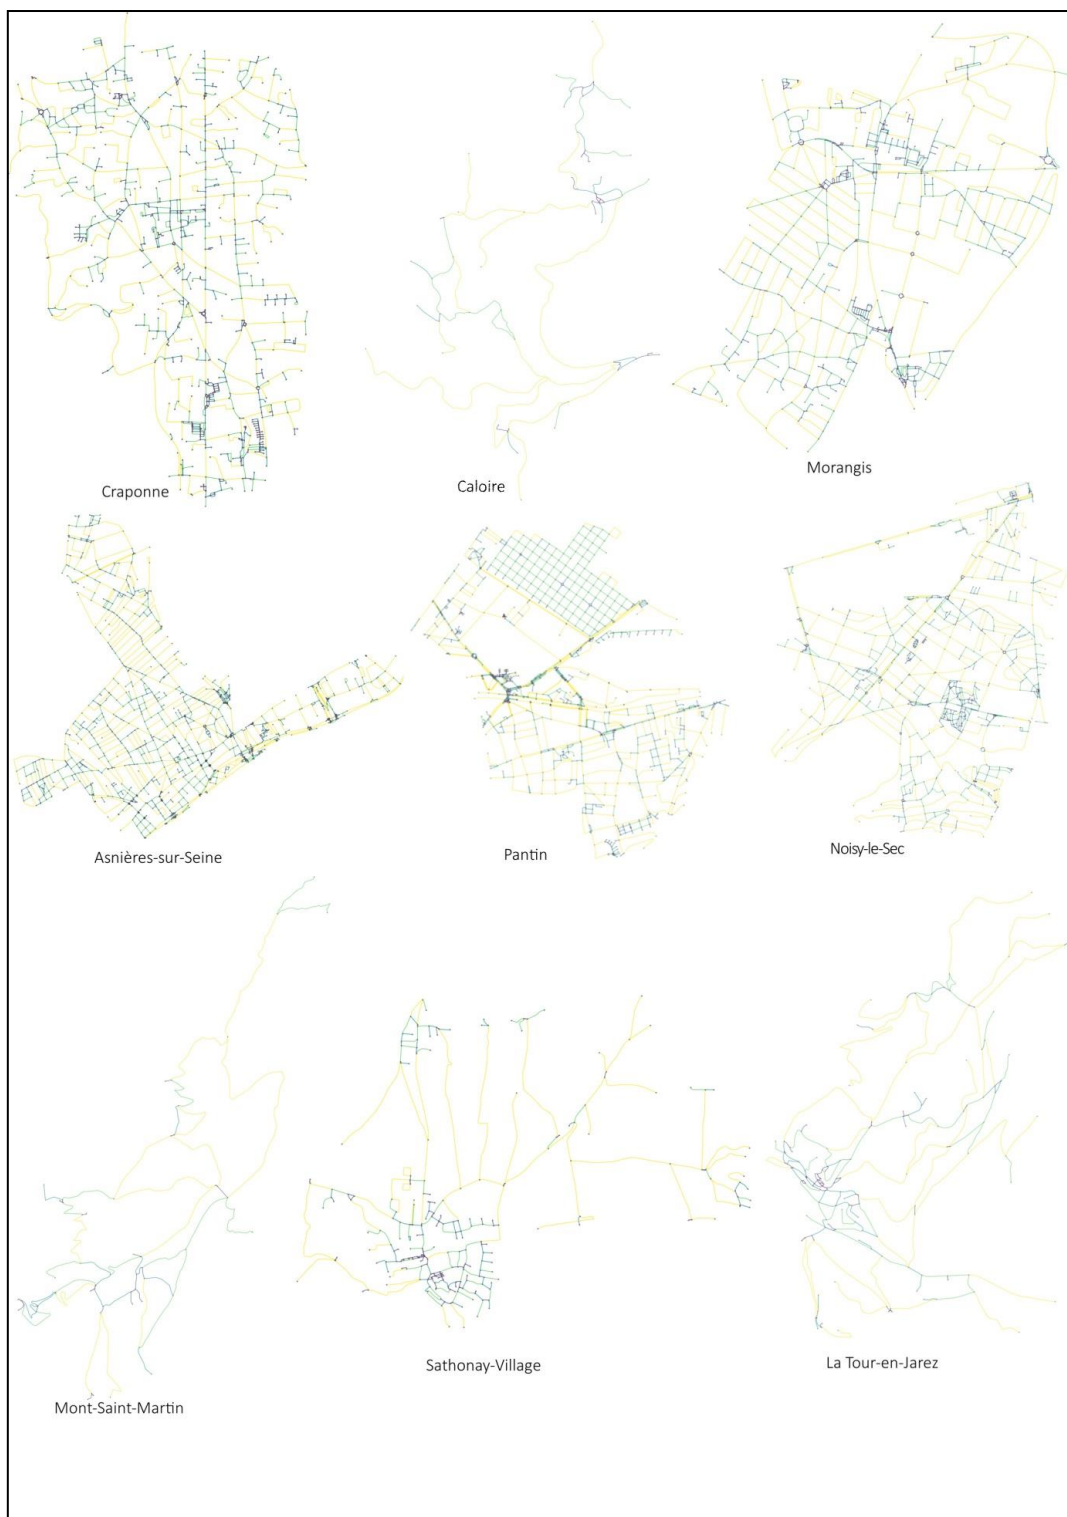 Craponne
Caloire
Morangis
Asnières-sur-Seine
Pantin
Noisy-le-Sec
Mont-Saint-Martin
Sathonay-Village
La Tour-en-Jarez